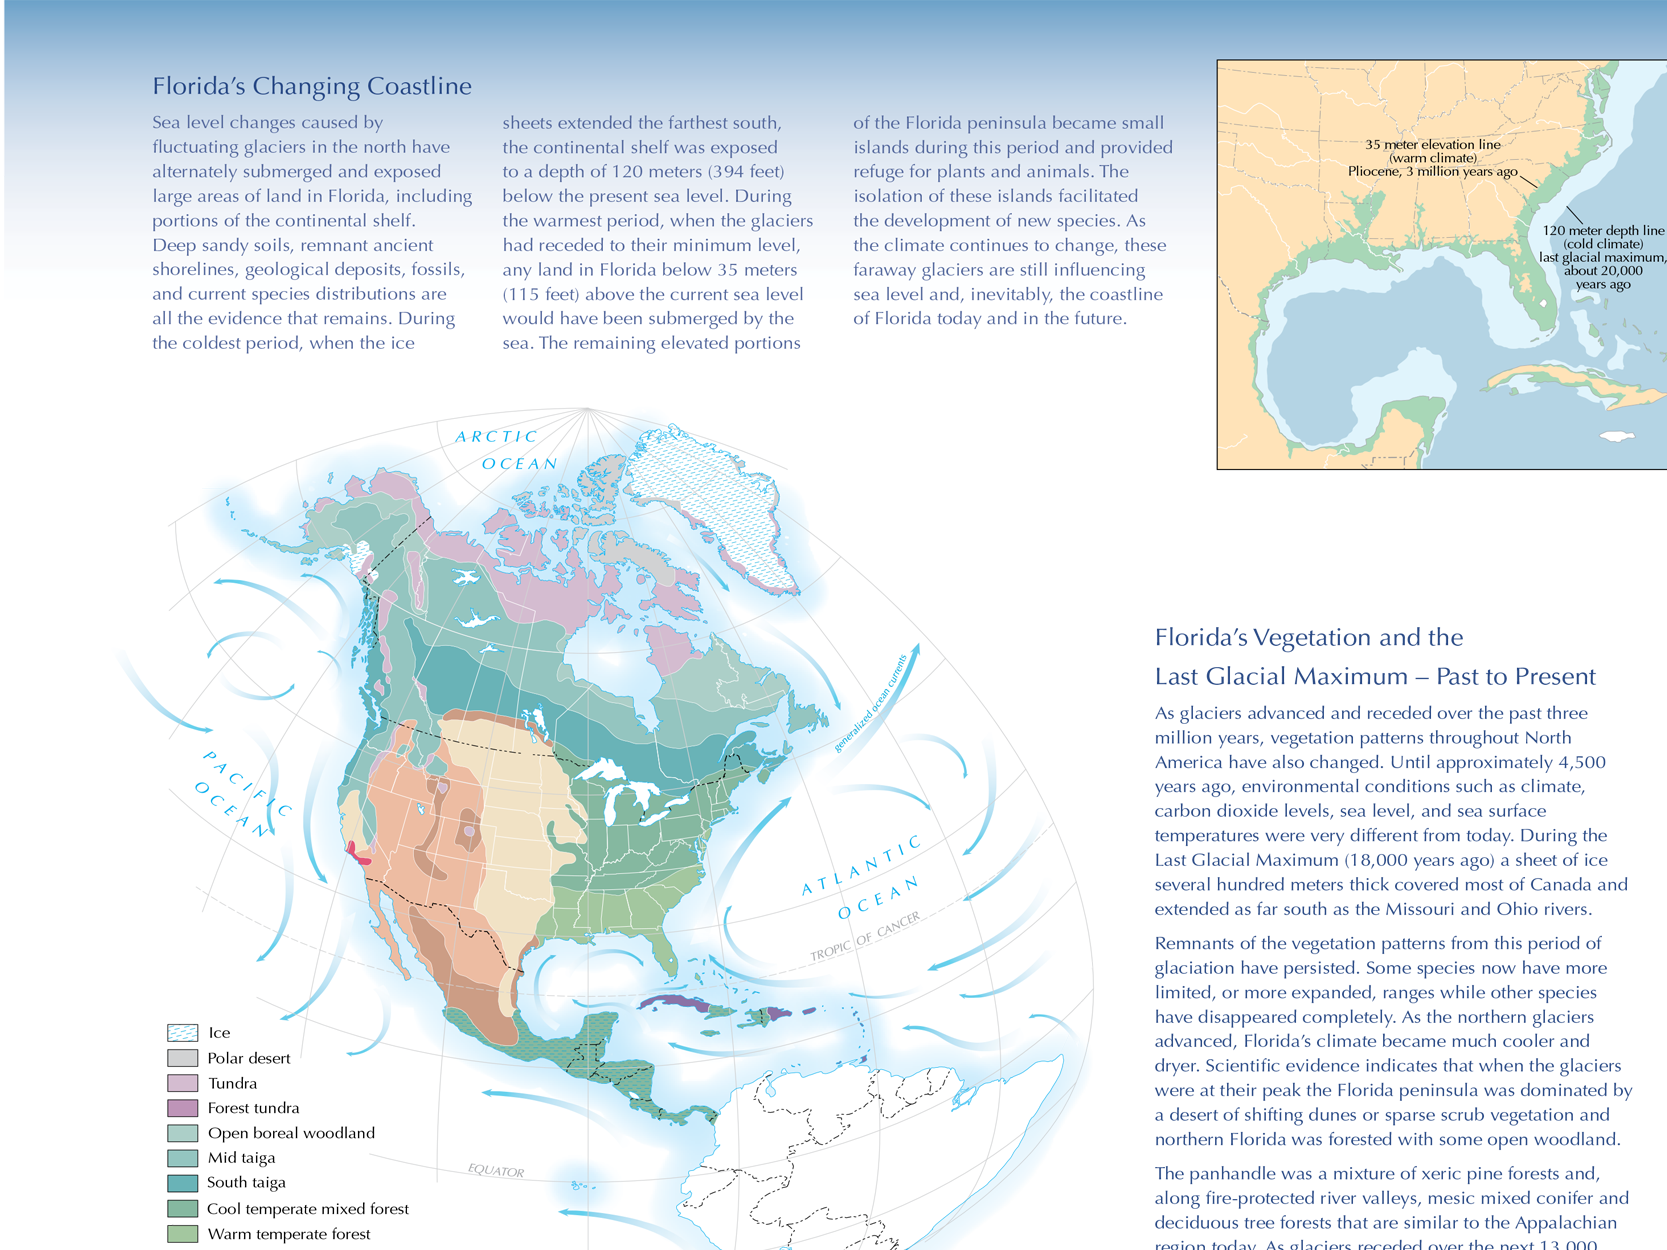 Florida's Changing Coastline
Sea level changes caused by
fluctuating glaciers in the north have
alternately submerged and exposed
large areas of land in Florida, including
portions of the continental shelf.
Deep sandy soils, remnant ancient
shorelines, geological deposits, fossils,
and current species distributions are
all the evidence that remains. During
the coldest period, when the ice
sheets extended the farthest south,
the continental shelf was exposed
to a depth of 120 meters (394 feet)
below the present sea level. During
the warmest period, when the glaciers
had receded to their minimum level,
any land in Florida below 35 meters
(115 feet) above the current sea level
would have been submerged by the
sea. The remaining elevated portions
of the Florida peninsula became small
islands during this period and provided
refuge for plants and animals. The
isolation of these islands facilitated
the development of new species. As
the climate continues to change, these
faraway glaciers are still influencing
sea level and, inevitably, the coastline
of Florida today and in the future.
35 meter elevation line
(warm climate)
Pliocene, 3 million years ago
120 meter depth line
(cold climate)
last glacial maximum,
about 20,000
years ago
ARCTIC
OCEAN
generalized ocean currents
PACIFIC
OCEAN
ATLANTIC
OCEAN
TROPIC OF CANCER
EQUATOR
Ice
Polar desert
Tundra
Forest tundra
Open boreal woodland
Mid taiga
South taiga
Cool temperate mixed forest
Warm temperate forest
Florida's Vegetation and the
Last Glacial Maximum – Past to Present
As glaciers advanced and receded over the past three
million years, vegetation patterns throughout North
America have also changed. Until approximately 4,500
years ago, environmental conditions such as climate,
carbon dioxide levels, sea level, and sea surface
temperatures were very different from today. During the
Last Glacial Maximum (18,000 years ago) a sheet of ice
several hundred meters thick covered most of Canada and
extended as far south as the Missouri and Ohio rivers.
Remnants of the vegetation patterns from this period of
glaciation have persisted. Some species now have more
limited, or more expanded, ranges while other species
have disappeared completely. As the northern glaciers
advanced, Florida's climate became much cooler and
dryer. Scientific evidence indicates that when the glaciers
were at their peak the Florida peninsula was dominated by
a desert of shifting dunes or sparse scrub vegetation and
northern Florida was forested with some open woodland.
The panhandle was a mixture of xeric pine forests and,
along fire-protected river valleys, mesic mixed conifer and
deciduous tree forests that are similar to the Appalachian
region today. As glaciers receded over the next 13,000